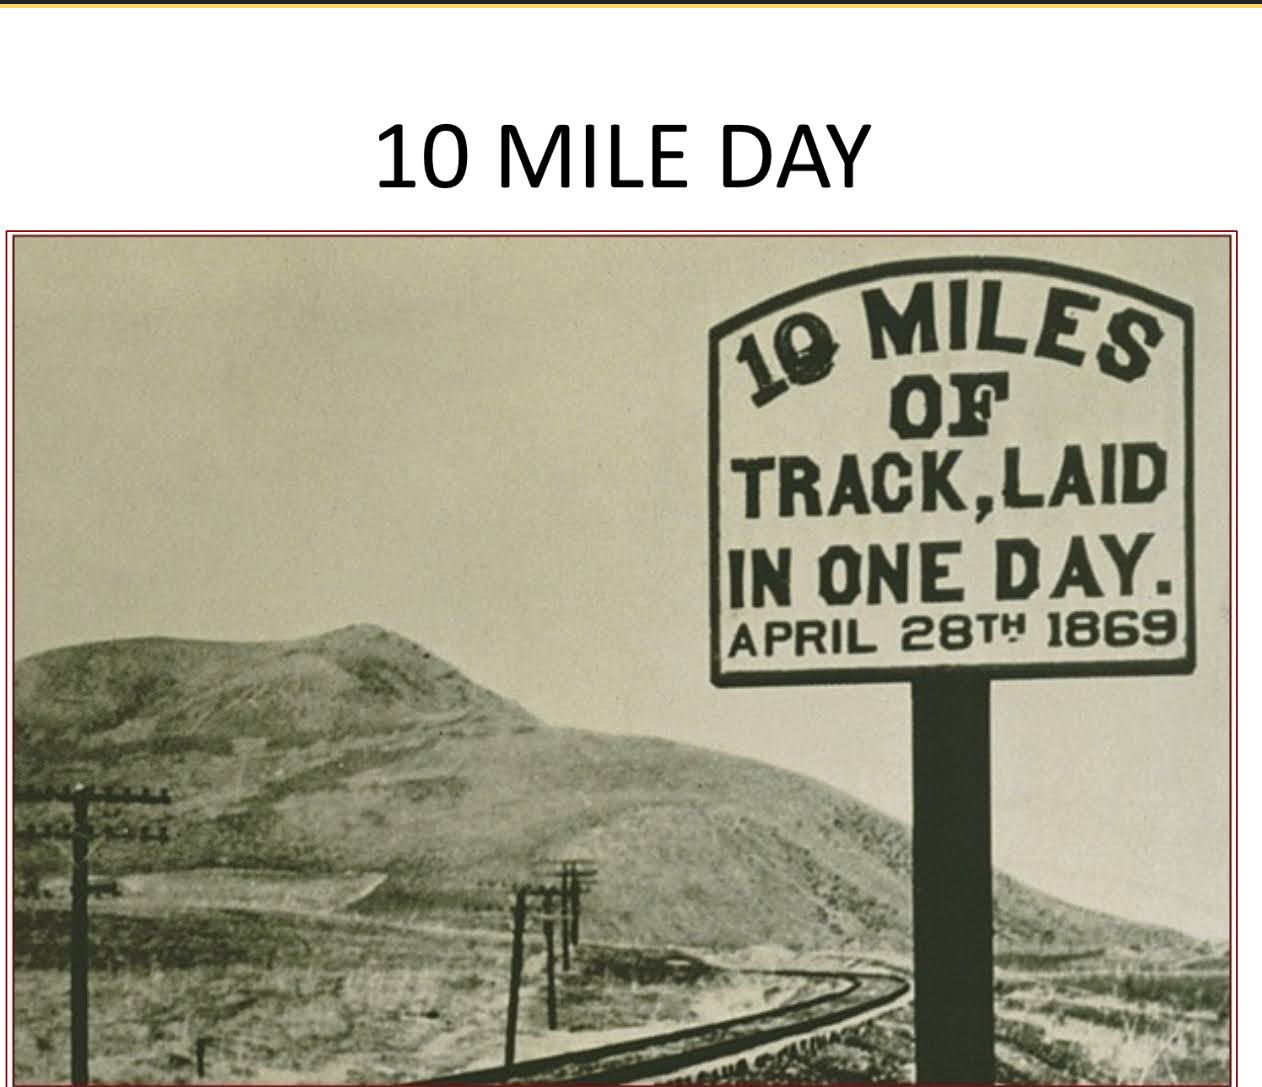 10 MILE DAY
10 MILES
OF
TRACK, LAID
IN ONE DAY.
APRIL 28TH 1869